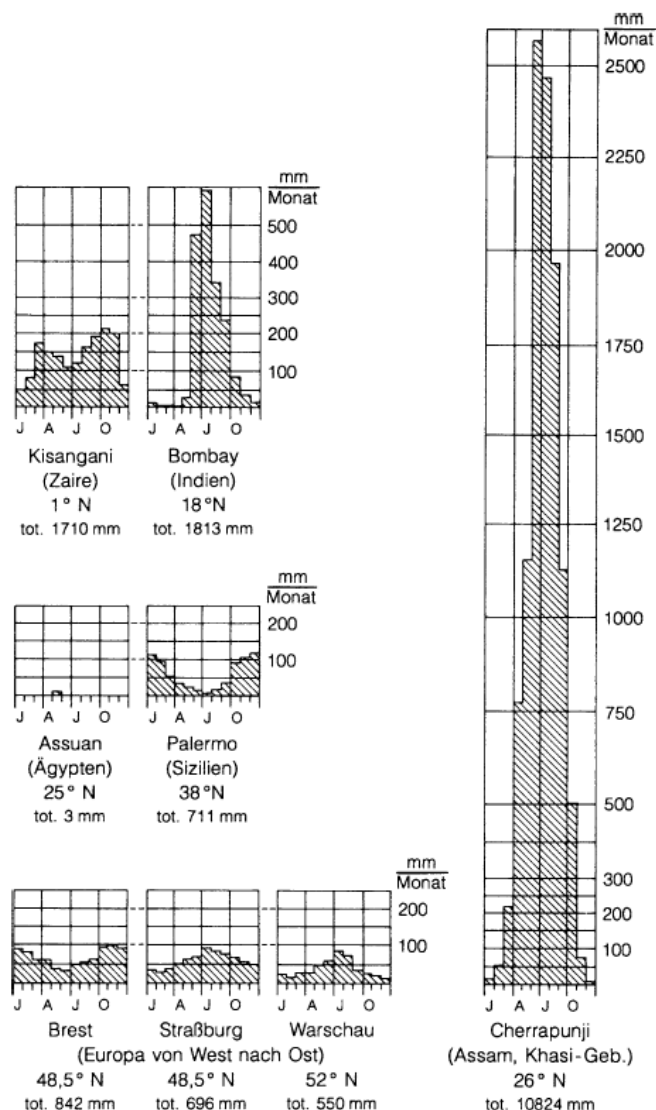 mm
Monat
500
400
300
200
100
J A J O
J A J O
Kisangani
(Zaire)
1° N
tot. 1710 mm
Bombay
(Indien)
18°N
tot. 1813 mm
mm
Monat
200
100
J A J O
J A J O
Assuan
(Ägypten)
25° N
tot. 3 mm
Palermo
(Sizilien)
38°N
tot. 711 mm
mm
Monat
200
100
J A J O
J A J O
J A J O
Brest
Straßburg
Warschau
(Europa von West nach Ost)
48,5° N
48,5° N
52° N
tot. 842 mm
tot. 696 mm
tot. 550 mm
mm
Monat
2500
2250
2000
1750
1500
1250
1000
750
500
300
200
100
J A J O
Cherrapunji
(Assam, Khasi-Geb.)
26° N
tot. 10824 mm